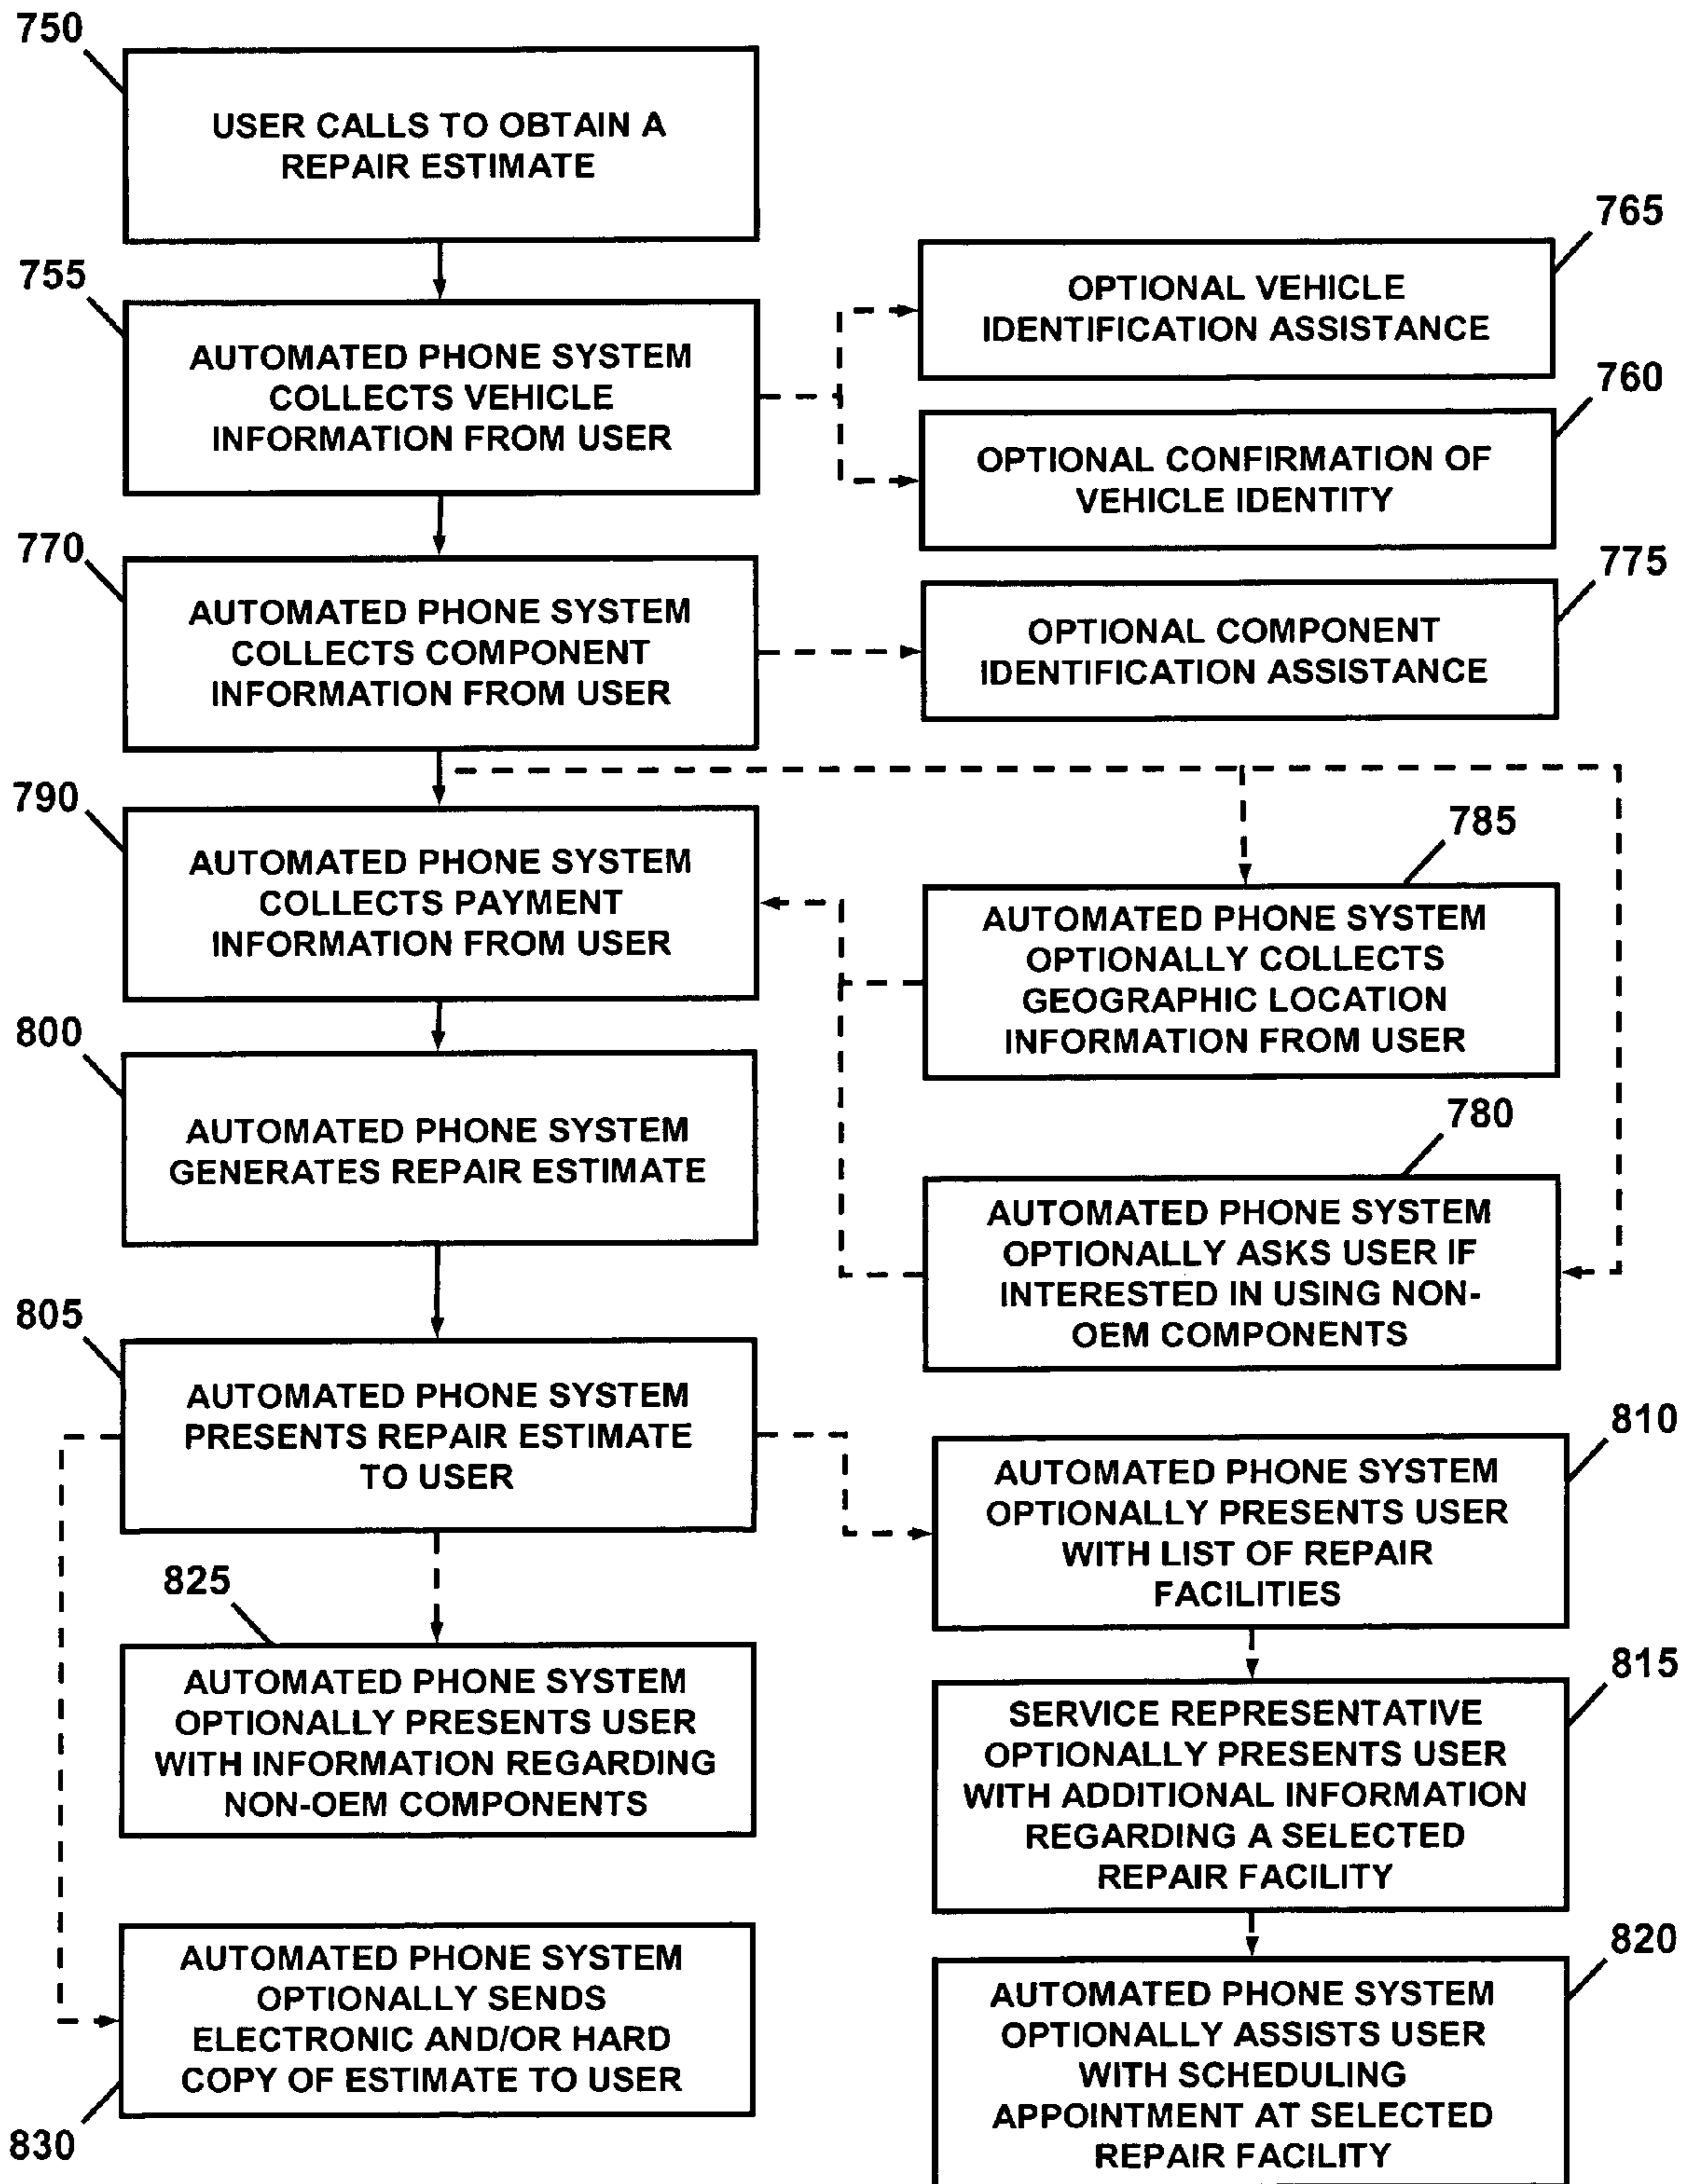 750
USER CALLS TO OBTAIN A
REPAIR ESTIMATE
755
AUTOMATED PHONE SYSTEM
COLLECTS VEHICLE
INFORMATION FROM USER
765
OPTIONAL VEHICLE
IDENTIFICATION ASSISTANCE
760
OPTIONAL CONFIRMATION OF
VEHICLE IDENTITY
770
AUTOMATED PHONE SYSTEM
COLLECTS COMPONENT
INFORMATION FROM USER
775
OPTIONAL COMPONENT
IDENTIFICATION ASSISTANCE
790
AUTOMATED PHONE SYSTEM
COLLECTS PAYMENT
INFORMATION FROM USER
785
AUTOMATED PHONE SYSTEM
OPTIONALLY COLLECTS
GEOGRAPHIC LOCATION
INFORMATION FROM USER
800
AUTOMATED PHONE SYSTEM
GENERATES REPAIR ESTIMATE
780
AUTOMATED PHONE SYSTEM
OPTIONALLY ASKS USER IF
INTERESTED IN USING NON-
OEM COMPONENTS
805
AUTOMATED PHONE SYSTEM
PRESENTS REPAIR ESTIMATE
TO USER
810
AUTOMATED PHONE SYSTEM
OPTIONALLY PRESENTS USER
WITH LIST OF REPAIR
FACILITIES
825
AUTOMATED PHONE SYSTEM
OPTIONALLY PRESENTS USER
WITH INFORMATION REGARDING
NON-OEM COMPONENTS
815
SERVICE REPRESENTATIVE
OPTIONALLY PRESENTS USER
WITH ADDITIONAL INFORMATION
REGARDING A SELECTED
REPAIR FACILITY
AUTOMATED PHONE SYSTEM
OPTIONALLY SENDS
ELECTRONIC AND/OR HARD
COPY OF ESTIMATE TO USER
830
820
AUTOMATED PHONE SYSTEM
OPTIONALLY ASSISTS USER
WITH SCHEDULING
APPOINTMENT AT SELECTED
REPAIR FACILITY